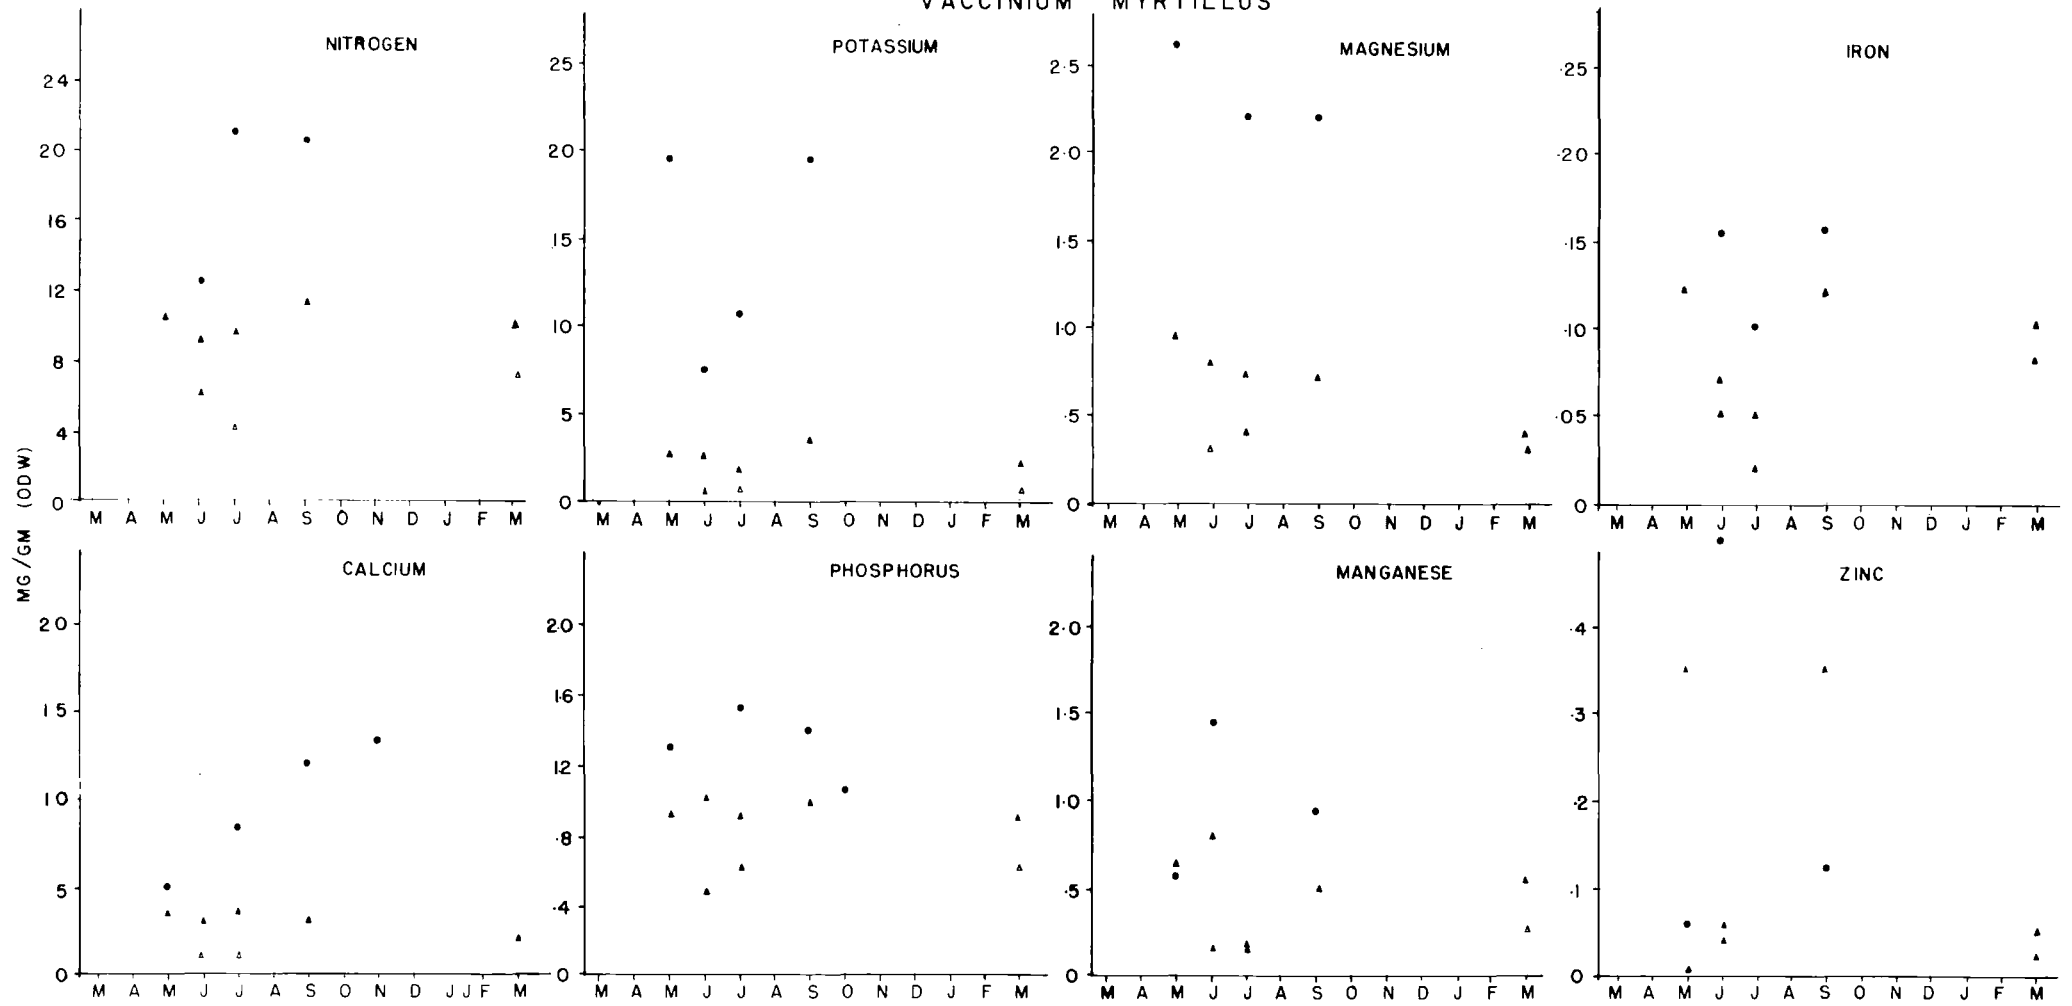 VACCINIUM MYRTILLUS
MG/GM (ODW)
NITROGEN
24
20
16
12
8
4
0
M A M J J A S O N D J F M
POTASSIUM
25
20
15
10
5
0
M A M J J A S O N D J F M
MAGNESIUM
2·5
2·0
1·5
1·0
·5
0
M A M J J A S O N D J F M
IRON
·25
·20
·15
·10
·05
0
M A M J J A S O N D J F M
CALCIUM
20
15
10
5
0
M A M J J A S O N D J J F M
PHOSPHORUS
2·0
1·6
1·2
·8
·4
0
M A M J J A S O N D J F M
MANGANESE
2·0
1·5
1·0
·5
0
M A M J J A S O N D J F M
ZINC
·4
·3
·2
·1
0
M A M J J A S O N D J F M